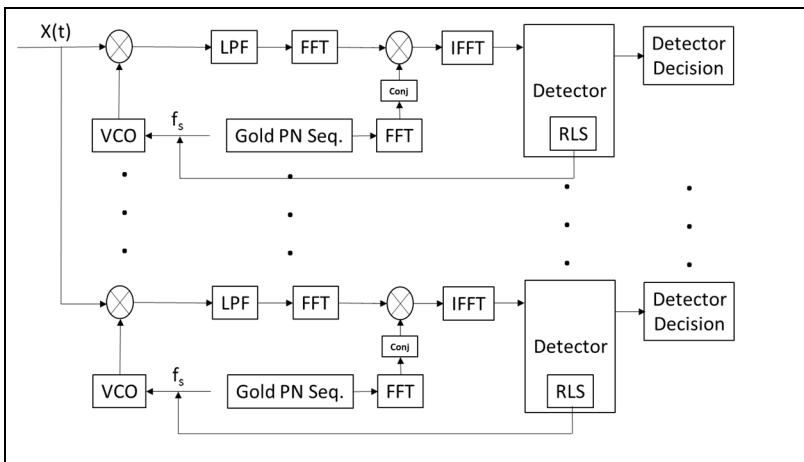 X(t)
LPF
FFT
IFFT
Detector
Decision
Conj
Detector
fs
VCO
Gold PN Seq.
FFT
RLS
LPF
FFT
IFFT
Detector
Decision
Conj
Detector
fs
VCO
Gold PN Seq.
FFT
RLS